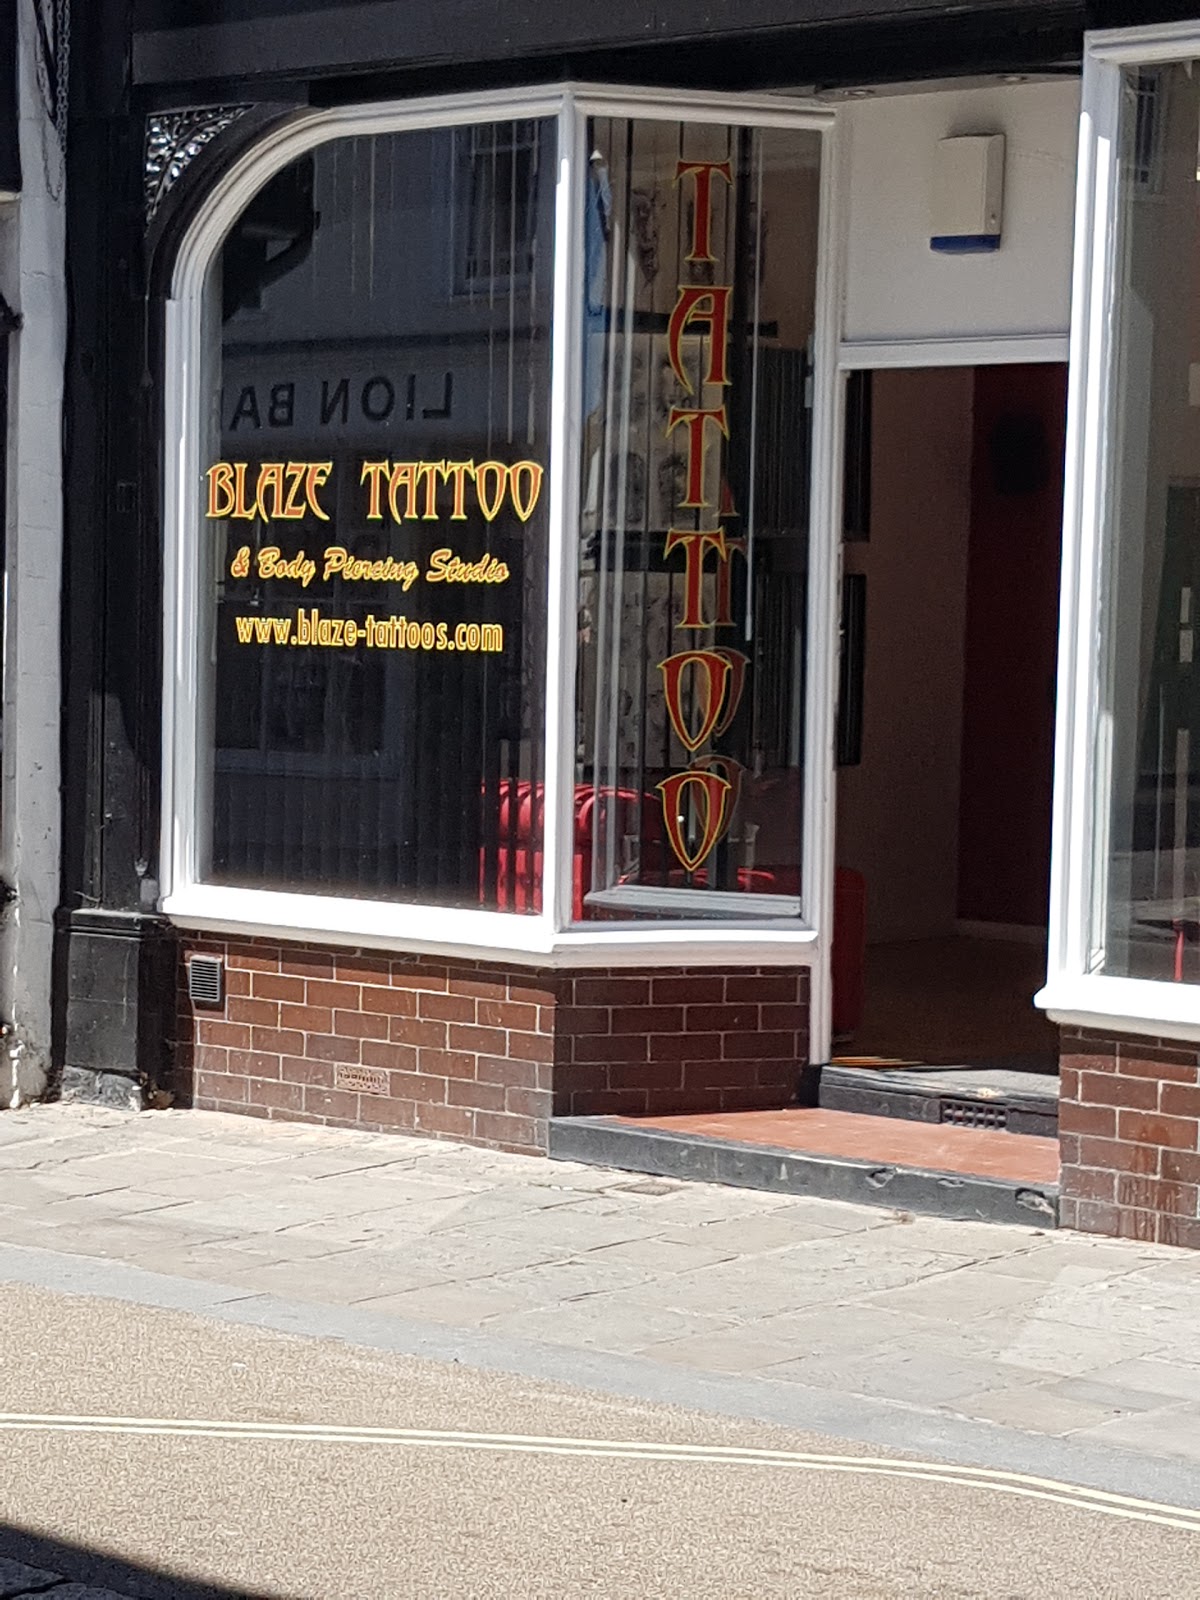 LION BA
BLAZE TATTOO
& Body Piercing Studio
www.blaze-tattoos.com
TATTOO